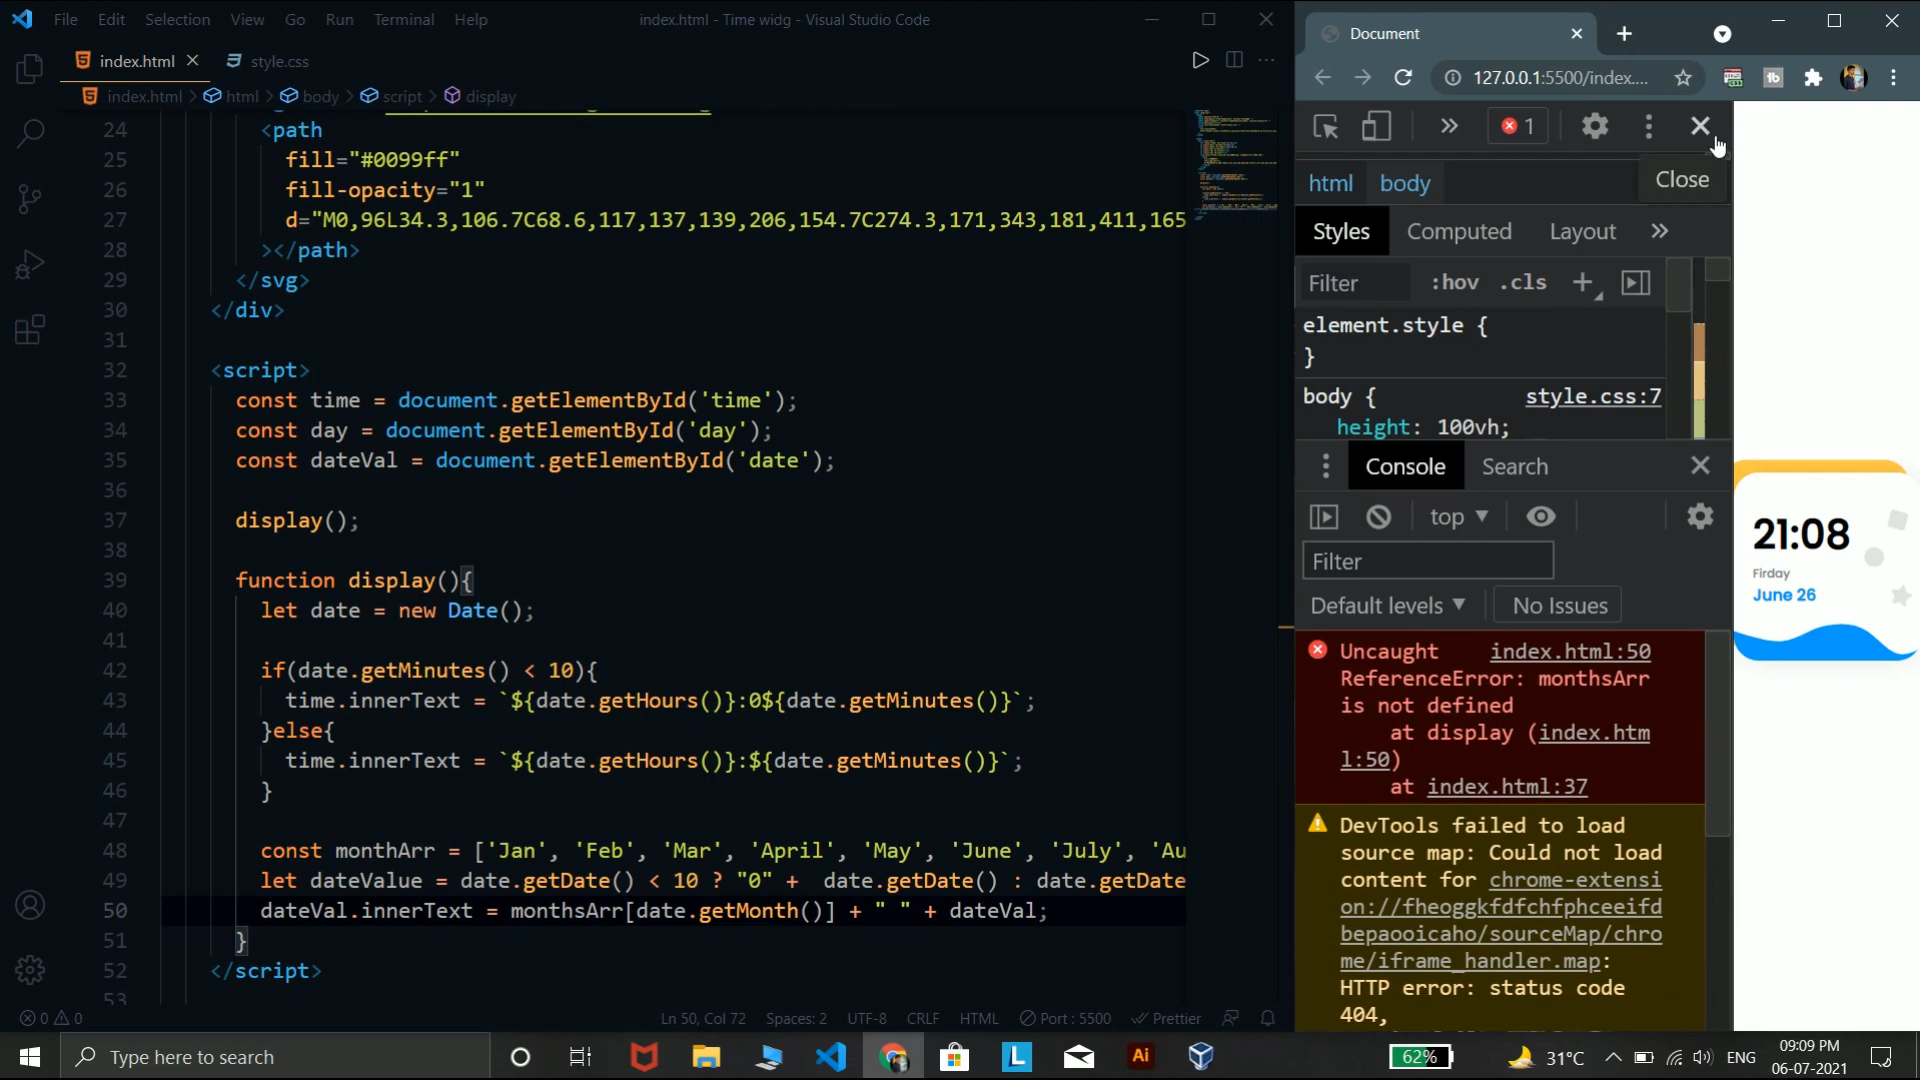 File Edit Selection View Go Run Terminal Help
index.html - Time widg - Visual Studio Code
index.html
style.css
index.html > html > body > script > display
24 <path
25 fill="#0099ff"
26 fill-opacity="1"
27 d="M0,96L34.3,106.7C68.6,117,137,139,206,154.7C274.3,171,343,181,411,165
28 ></path>
29 </svg>
30 </div>
31
32 <script>
33 const time = document.getElementById('time');
34 const day = document.getElementById('day');
35 const dateVal = document.getElementById('date');
36
37 display();
38
39 function display(){
40 let date = new Date();
41
42 if(date.getMinutes() < 10){
43 time.innerText = `${date.getHours()}:0${date.getMinutes()}`;
44 }else{
45 time.innerText = `${date.getHours()}:${date.getMinutes()}`;
46 }
47
48 const monthArr = ['Jan', 'Feb', 'Mar', 'April', 'May', 'June', 'July', 'Au
49 let dateValue = date.getDate() < 10 ? "0" + date.getDate() : date.getDate
50 dateVal.innerText = monthsArr[date.getMonth()] + " " + dateVal;
51 }
52 </script>
53
0 0
Ln 50, Col 72 Spaces: 2 UTF-8 CRLF HTML Port : 5500 Prettier
Document
127.0.0.1:5500/index....
1
html body
Close
Styles Computed Layout
Filter :hov .cls
element.style {
}
body { style.css:7
height: 100vh;
Console Search
top
Filter
Default levels No Issues
Uncaught index.html:50
ReferenceError: monthsArr
is not defined
at display (index.htm
l:50)
at index.html:37
DevTools failed to load
source map: Could not load
content for chrome-extensi
on://fheoggkfdfchfphceeifd
bepaooicaho/sourceMap/chro
me/iframe_handler.map:
HTTP error: status code
404,
21:08
Firday
June 26
Type here to search
L
Ai
62%
31°C
ENG
09:09 PM
06-07-2021